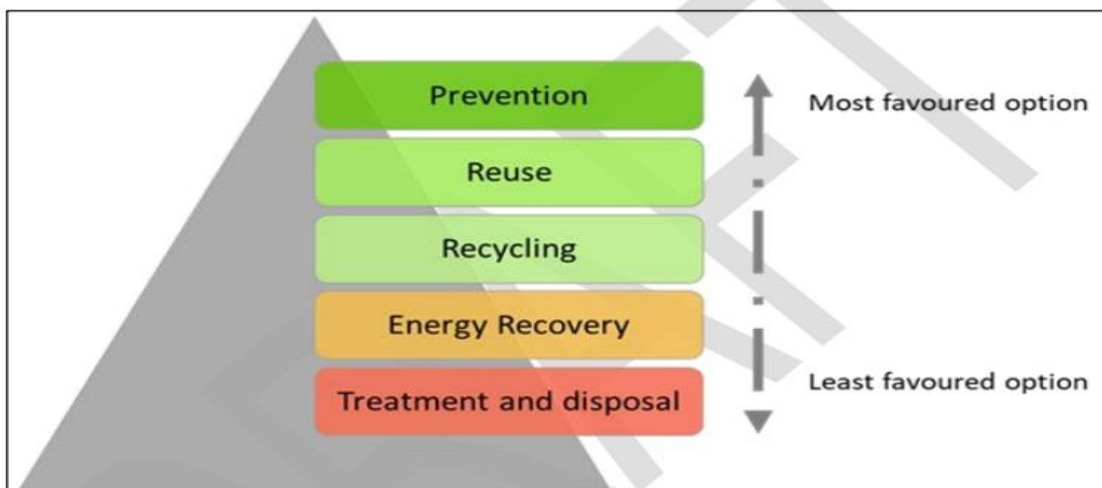 Prevention
Most favoured option
Reuse
Recycling
Energy Recovery
Least favoured option
Treatment and disposal